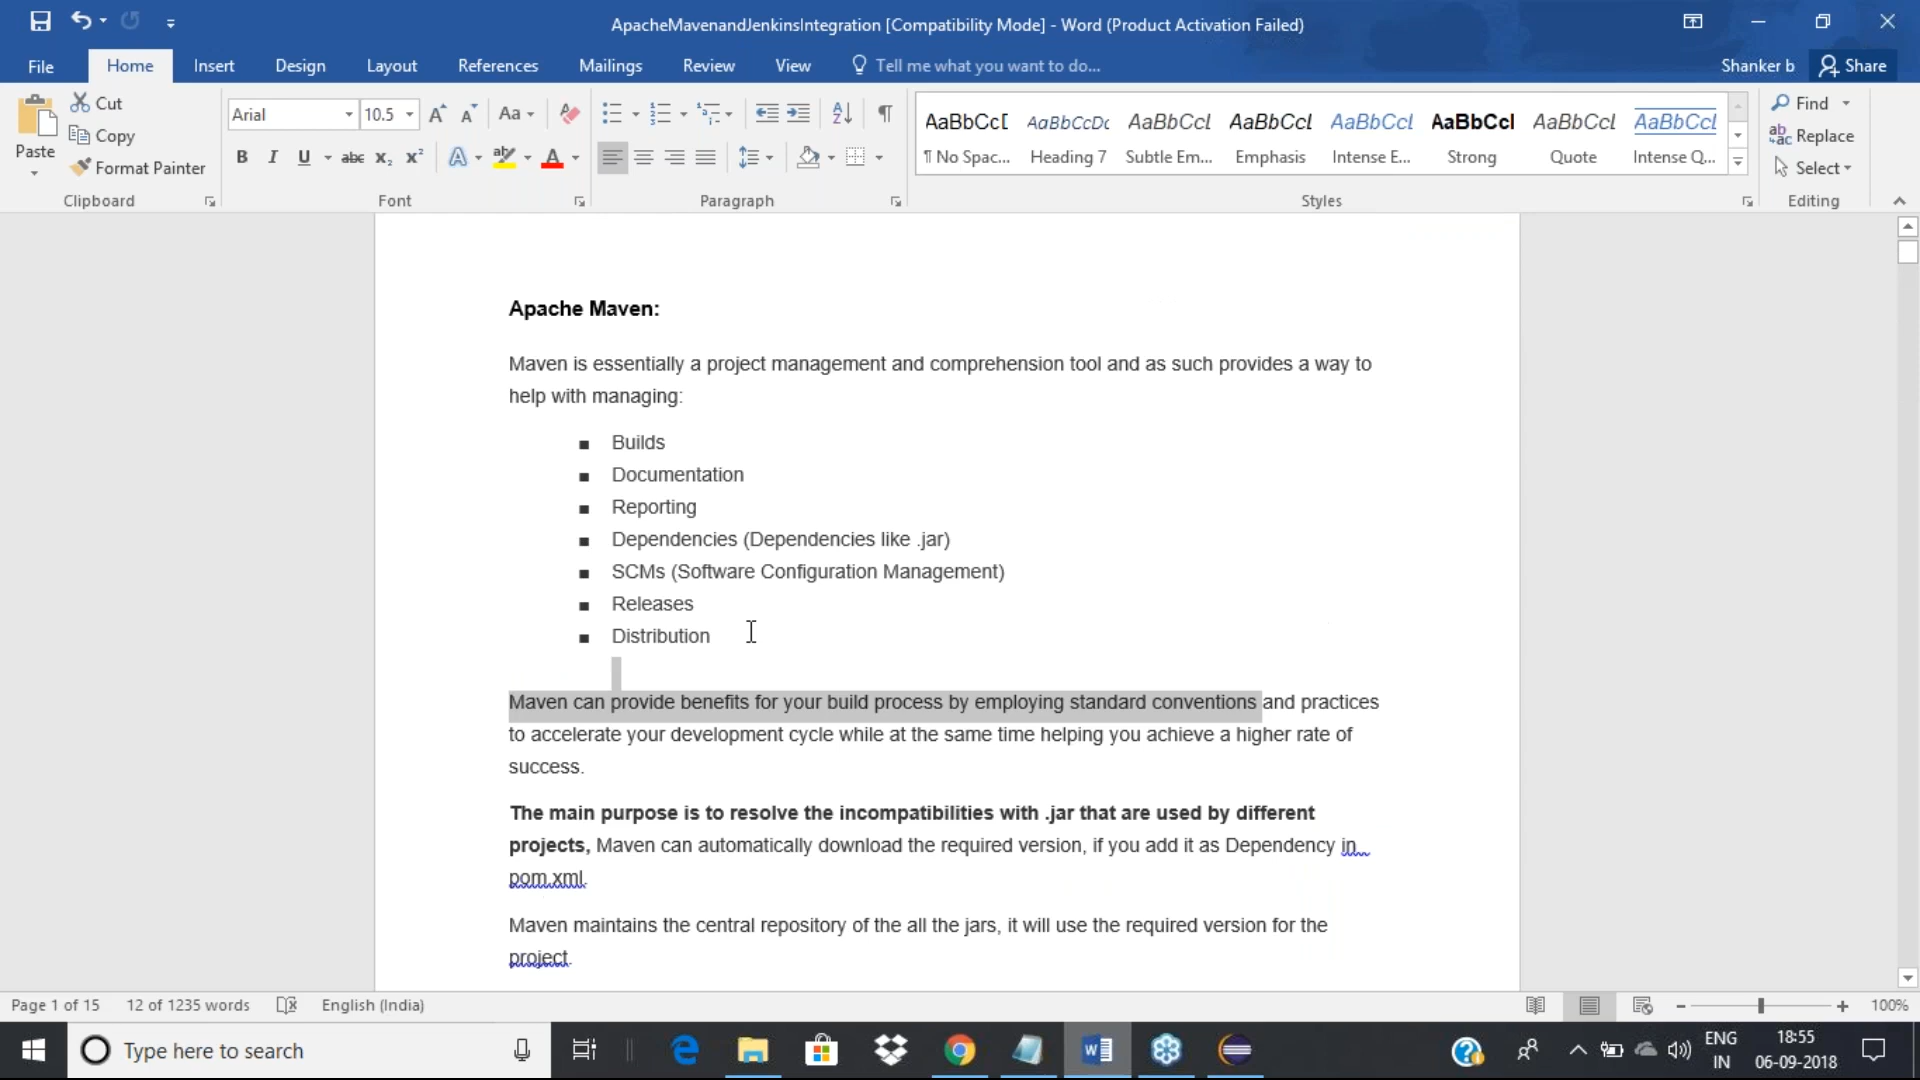 ApacheMavenandJenkinsIntegration [Compatibility Mode] - Word (Product Activation Failed)
File Home Insert Design Layout References Mailings Review View Tell me what you want to do... Shanker b Share
Paste Cut Copy Format Painter
Arial 10.5 Aa
B I U abc x₂ x² A ab A
AaBbCcD AaBbCcDc AaBbCcL AaBbCcL AaBbCcL AaBbCcl AaBbCcL AaBbCcL
¶ No Spac... Heading 7 Subtle Em... Emphasis Intense E... Strong Quote Intense Q...
Find
Replace
Select
Clipboard Font Paragraph Styles Editing
Apache Maven:
Maven is essentially a project management and comprehension tool and as such provides a way to
help with managing:
■ Builds
■ Documentation
■ Reporting
■ Dependencies (Dependencies like .jar)
■ SCMs (Software Configuration Management)
■ Releases
■ Distribution
Maven can provide benefits for your build process by employing standard conventions and practices
to accelerate your development cycle while at the same time helping you achieve a higher rate of
success.
The main purpose is to resolve the incompatibilities with .jar that are used by different
projects, Maven can automatically download the required version, if you add it as Dependency in
pom.xml.
Maven maintains the central repository of the all the jars, it will use the required version for the
project.
Page 1 of 15 12 of 1235 words English (India) 100%
Type here to search
ENG
IN
18:55
06-09-2018